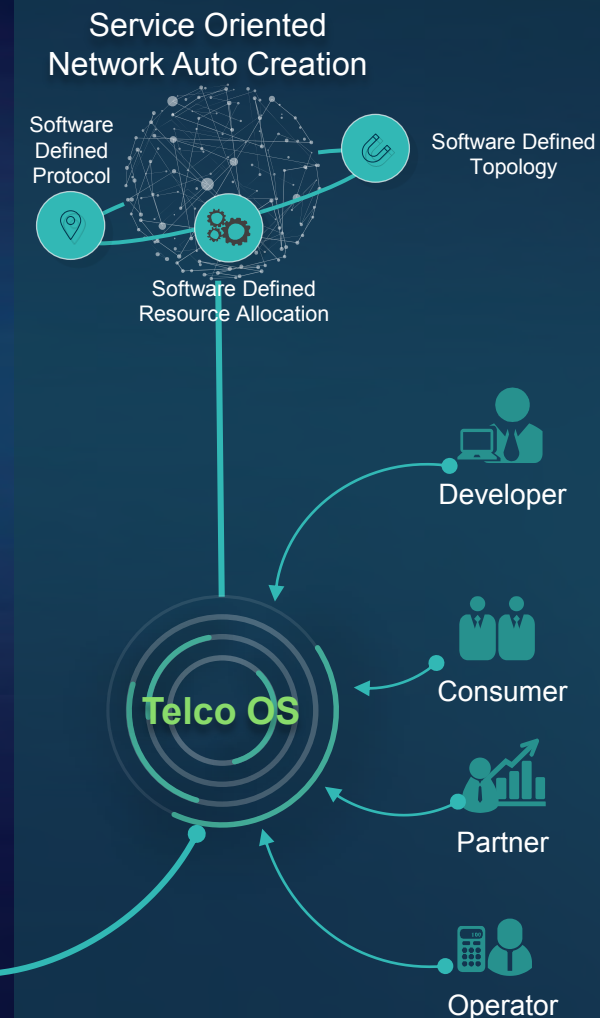 Service Oriented
Network Auto Creation
Software
Defined
Protocol
Software Defined
Topology
Software Defined
Resource Allocation
Developer
Telco OS
Consumer
Partner
Operator